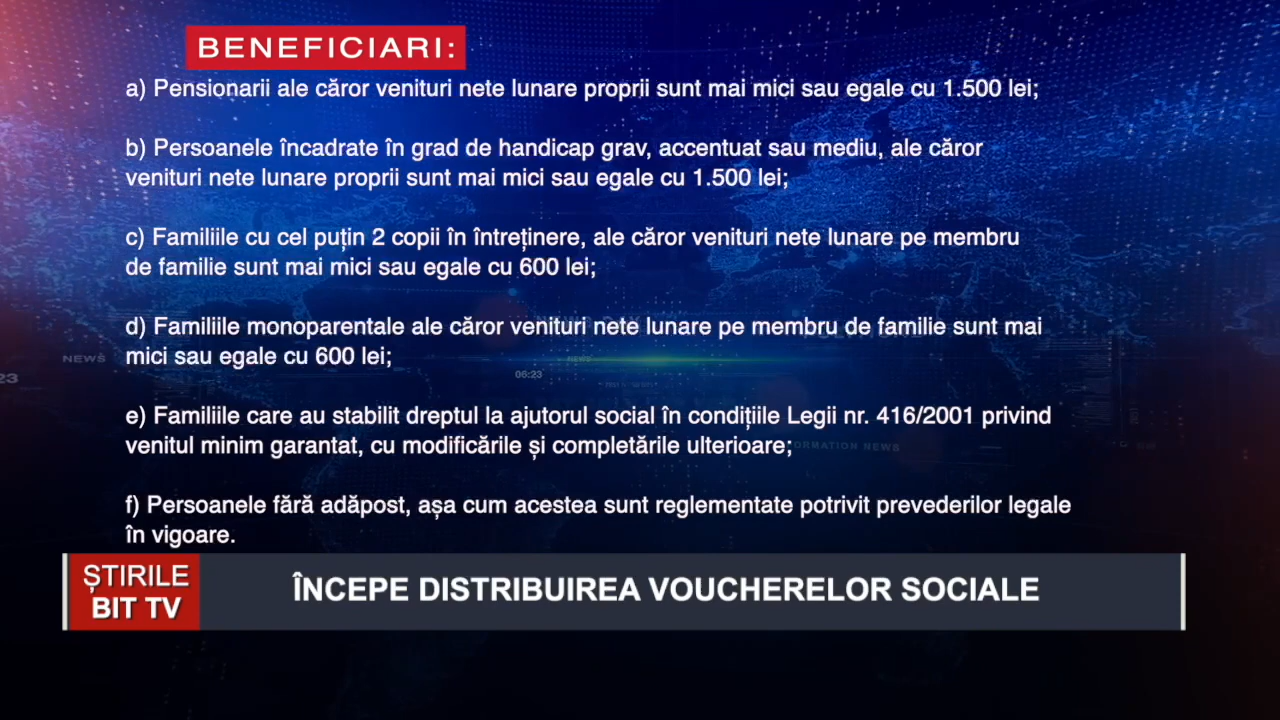 BENEFICIARI:
a) Pensionarii ale căror venituri nete lunare proprii sunt mai mici sau egale cu 1.500 lei;
b) Persoanele încadrate în grad de handicap grav, accentuat sau mediu, ale căror
venituri nete lunare proprii sunt mai mici sau egale cu 1.500 lei;
c) Familiile cu cel puțin 2 copii în întreținere, ale căror venituri nete lunare pe membru
de familie sunt mai mici sau egale cu 600 lei;
d) Familiile monoparentale ale căror venituri nete lunare pe membru de familie sunt mai
mici sau egale cu 600 lei;
NEWS
23
06:23
e) Familiile care au stabilit dreptul la ajutorul social în condițiile Legii nr. 416/2001 privind
venitul minim garantat, cu modificările și completările ulterioare;
ORMATION NEWS
f) Persoanele fără adăpost, așa cum acestea sunt reglementate potrivit prevederilor legale
în vigoare.
ȘTIRILE
BIT TV
ÎNCEPE DISTRIBUIREA VOUCHERELOR SOCIALE